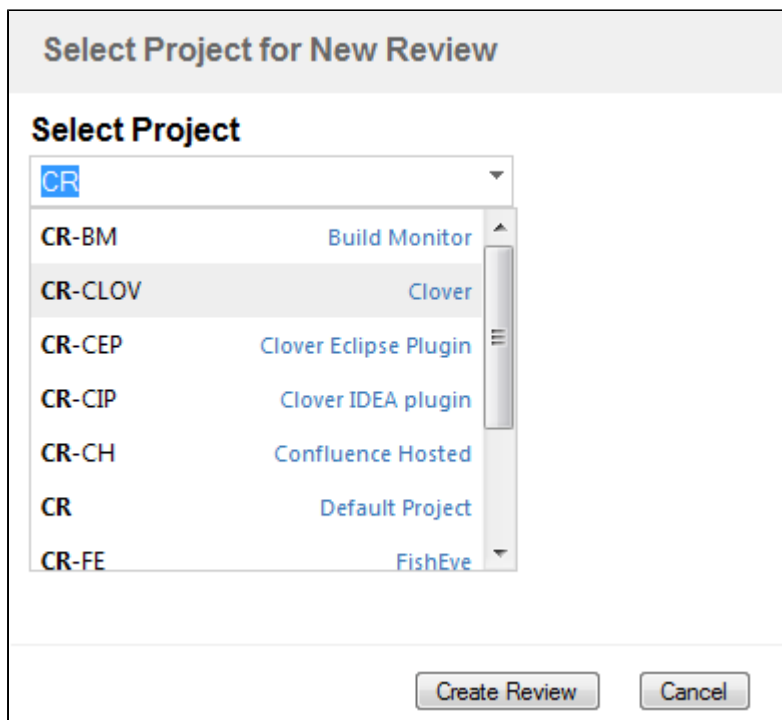 Select Project for New Review
Select Project
CR
CR-BM Build Monitor
CR-CLOV Clover
CR-CEP Clover Eclipse Plugin
CR-CIP Clover IDEA plugin
CR-CH Confluence Hosted
CR Default Project
CR-FE FishEye
Create Review Cancel